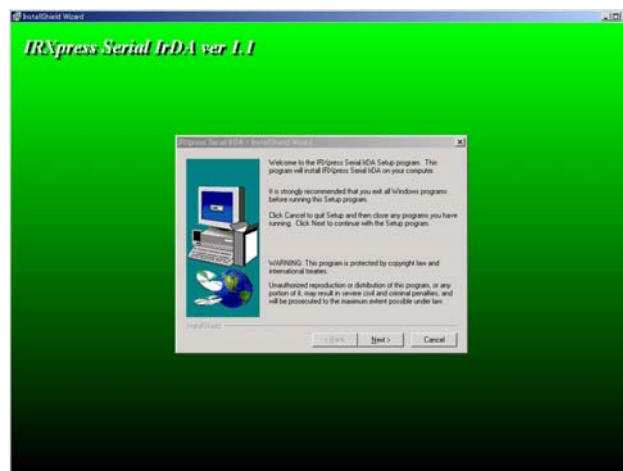 InstallShield Wizard
IRXpress Serial IrDA ver 1.1
IRXpress Serial IrDA / InstallShield Wizard
Welcome to the IRXpress Serial IrDA Setup program. This
program will install IRXpress Serial IrDA on your computer.
It is strongly recommended that you exit all Windows programs
before running this Setup program.
Click Cancel to quit Setup and then close any programs you have
running. Click Next to continue with the Setup program.
WARNING: This program is protected by copyright law and
international treaties.
Unauthorized reproduction or distribution of this program, or any
portion of it, may result in severe civil and criminal penalties, and
will be prosecuted to the maximum extent possible under law.
InstallShield
< Back Next > Cancel